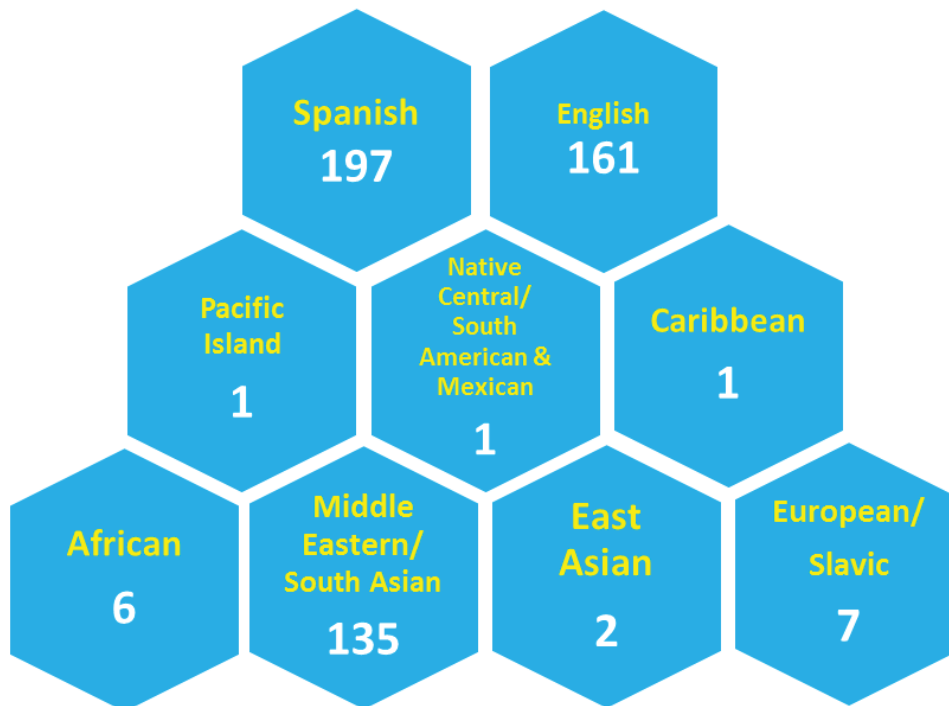 Spanish
197
English
161
Pacific
Island
1
Native
Central/
South
American &
Mexican
1
Caribbean
1
African
6
Middle
Eastern/
South Asian
135
East
Asian
2
European/
Slavic
7